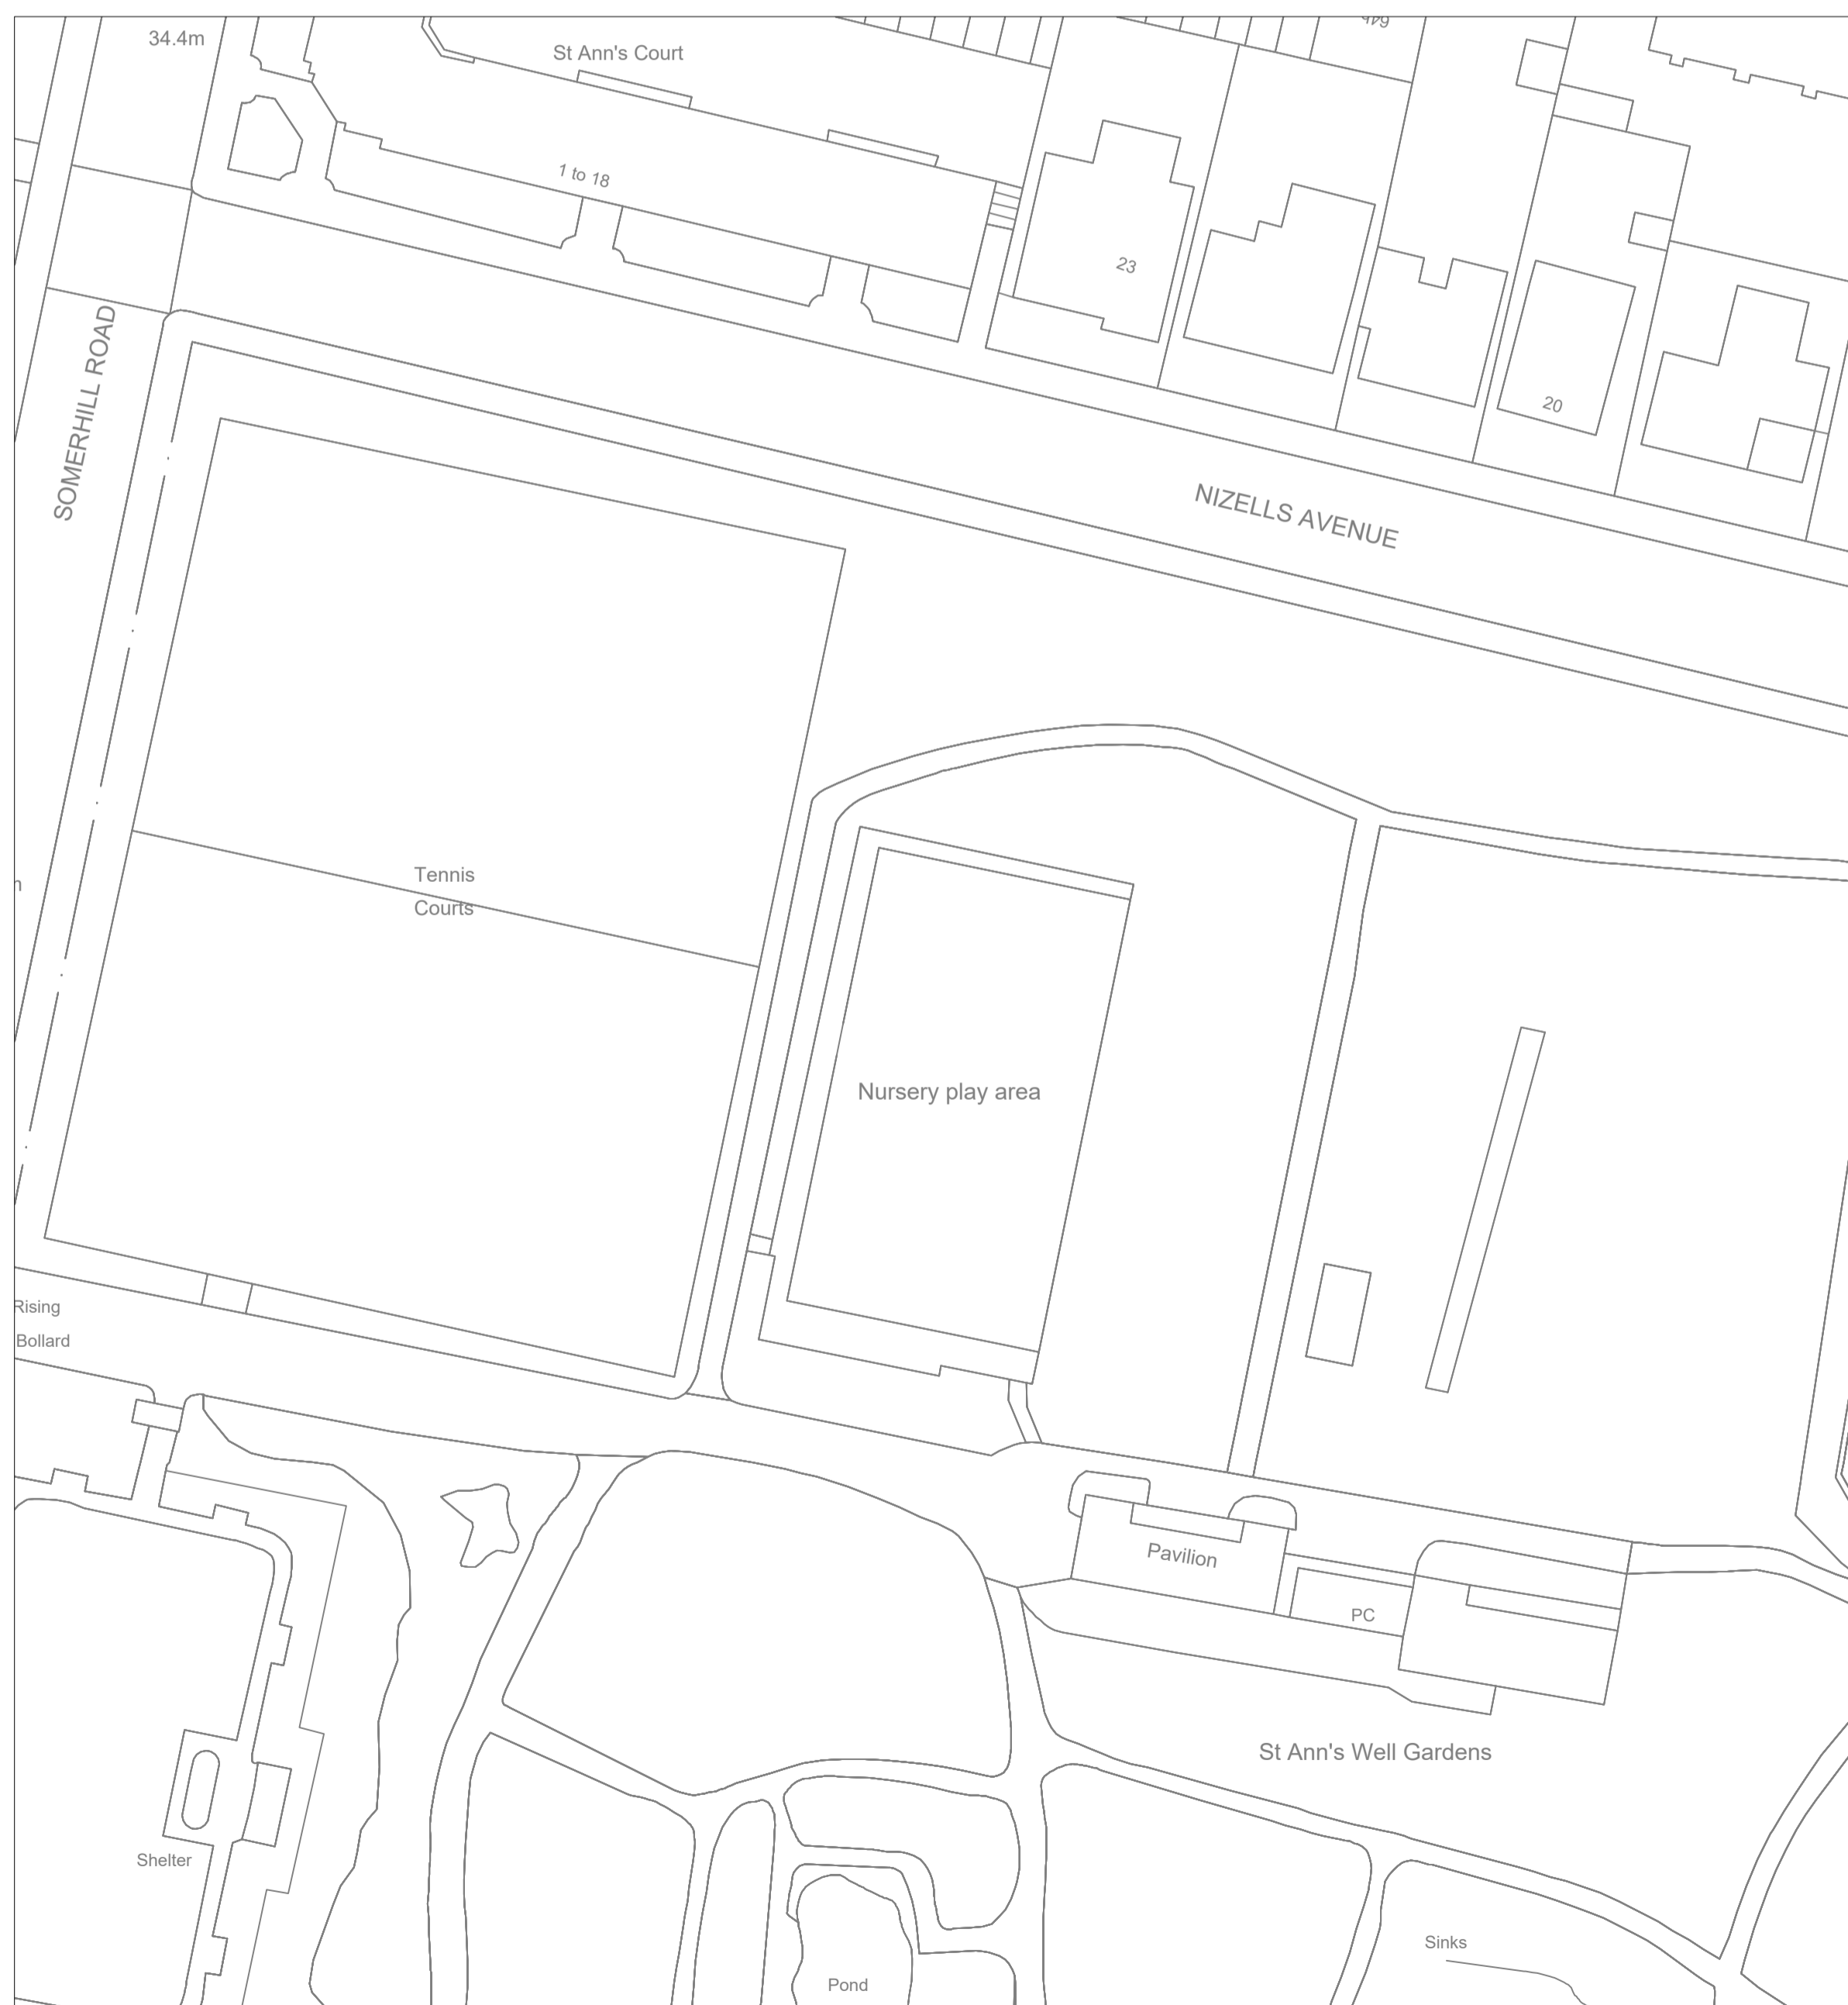 34.4m
St Ann's Court
64b
1 to 18
23
20
SOMERHILL ROAD
NIZELLS AVENUE
Tennis
Courts
Nursery play area
Rising
Bollard
Pavilion
PC
St Ann's Well Gardens
Shelter
Sinks
Pond